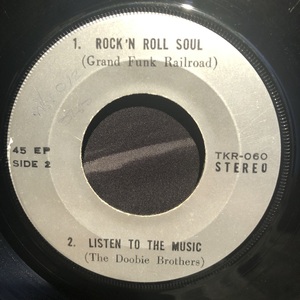 1. ROCK'N ROLL SOUL
(Grand Funk Railroad)
45 EP
SIDE 2
TKR-060
STEREO
2. LISTEN TO THE MUSIC
(The Doobie Brothers)